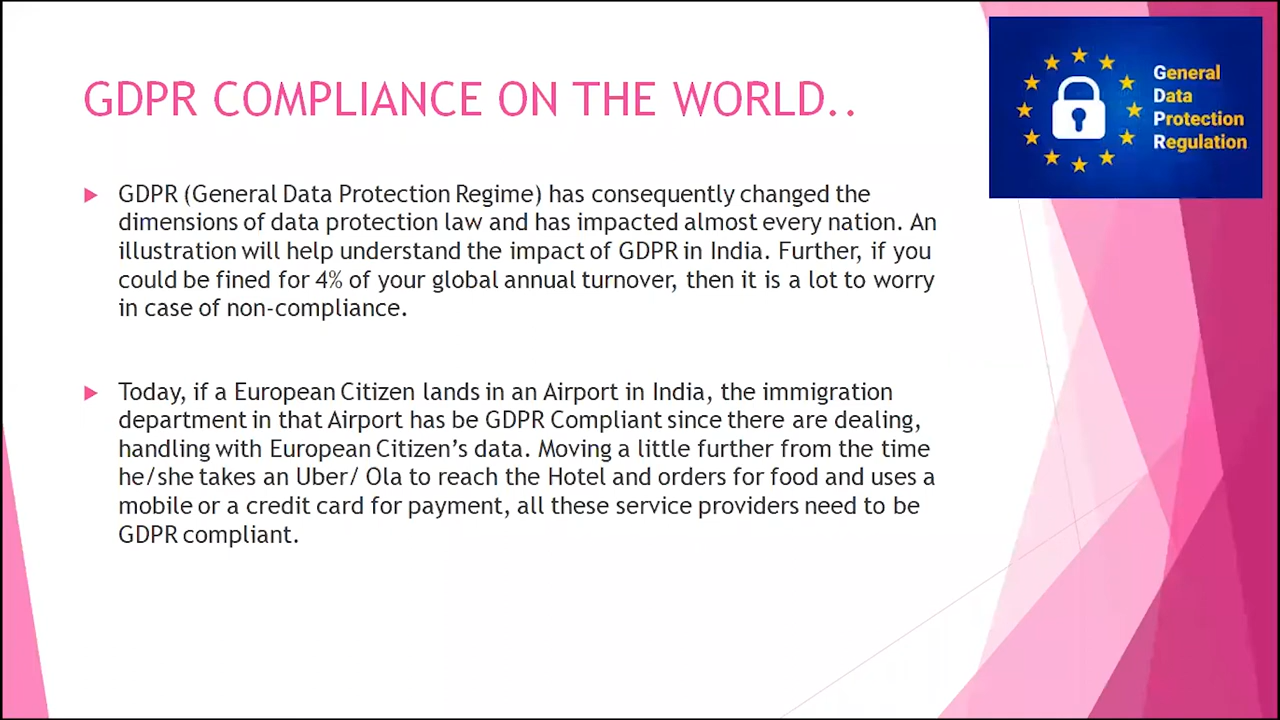 GDPR COMPLIANCE ON THE WORLD..
General
Data
Protection
Regulation
GDPR (General Data Protection Regime) has consequently changed the
dimensions of data protection law and has impacted almost every nation. An
illustration will help understand the impact of GDPR in India. Further, if you
could be fined for 4% of your global annual turnover, then it is a lot to worry
in case of non-compliance.
Today, if a European Citizen lands in an Airport in India, the immigration
department in that Airport has be GDPR Compliant since there are dealing,
handling with European Citizen’s data. Moving a little further from the time
he/she takes an Uber/ Ola to reach the Hotel and orders for food and uses a
mobile or a credit card for payment, all these service providers need to be
GDPR compliant.